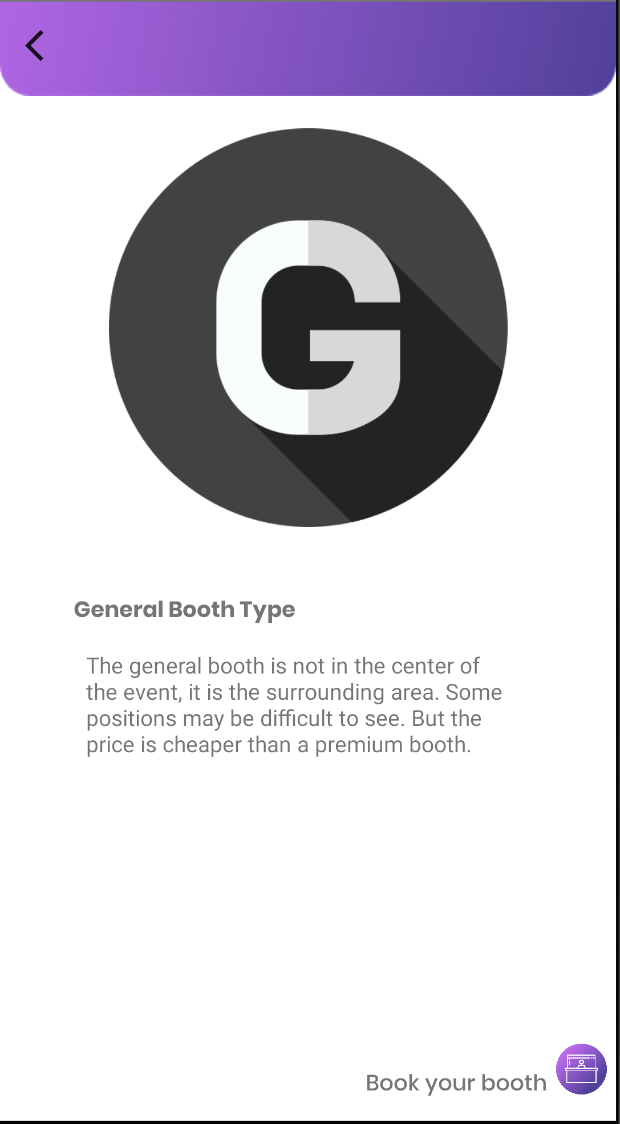 G
General Booth Type
The general booth is not in the center of
the event, it is the surrounding area. Some
positions may be difficult to see. But the
price is cheaper than a premium booth.
Book your booth